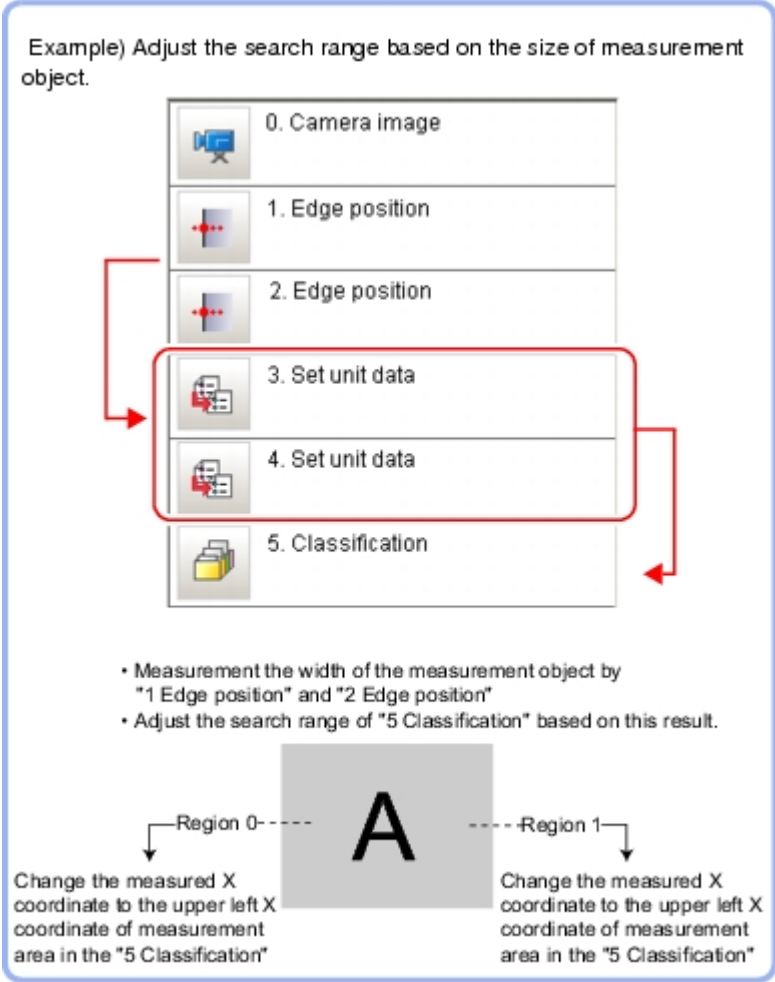 Example) Adjust the search range based on the size of measurement
object.
0. Camera image
1. Edge position
2. Edge position
3. Set unit data
4. Set unit data
5. Classification
• Measurement the width of the measurement object by
"1 Edge position" and "2 Edge position"
• Adjust the search range of "5 Classification" based on this result.
A
Region 0
Region 1
Change the measured X
coordinate to the upper left X
coordinate of measurement
area in the "5 Classification"
Change the measured X
coordinate to the upper left X
coordinate of measurement
area in the "5 Classification"